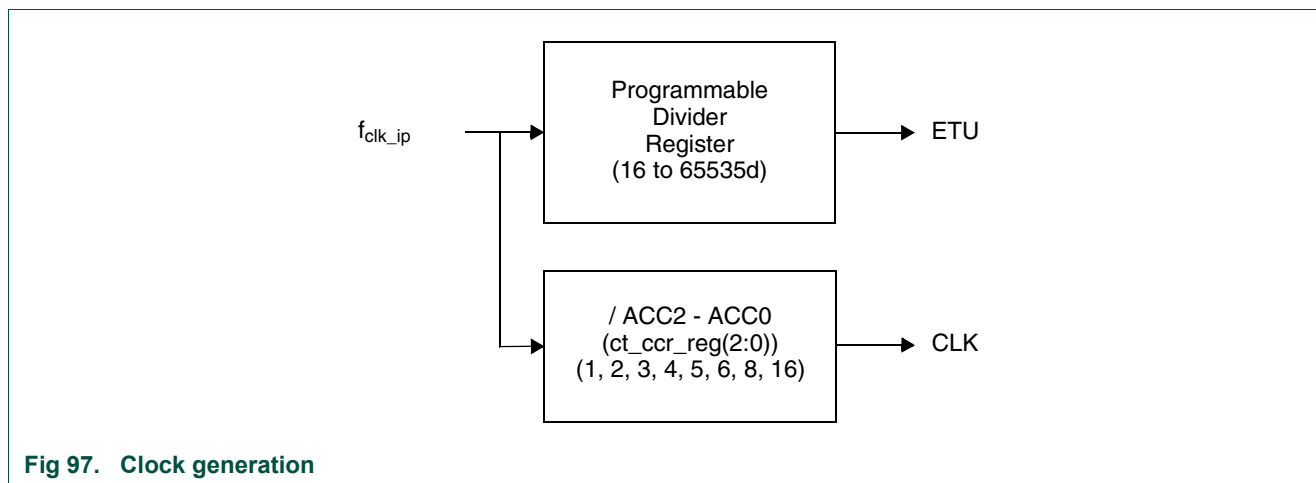 Programmable
Divider
Register
(16 to 65535d)
f_clk_ip
ETU
/ ACC2 - ACC0
(ct_ccr_reg(2:0))
(1, 2, 3, 4, 5, 6, 8, 16)
CLK
Fig 97. Clock generation